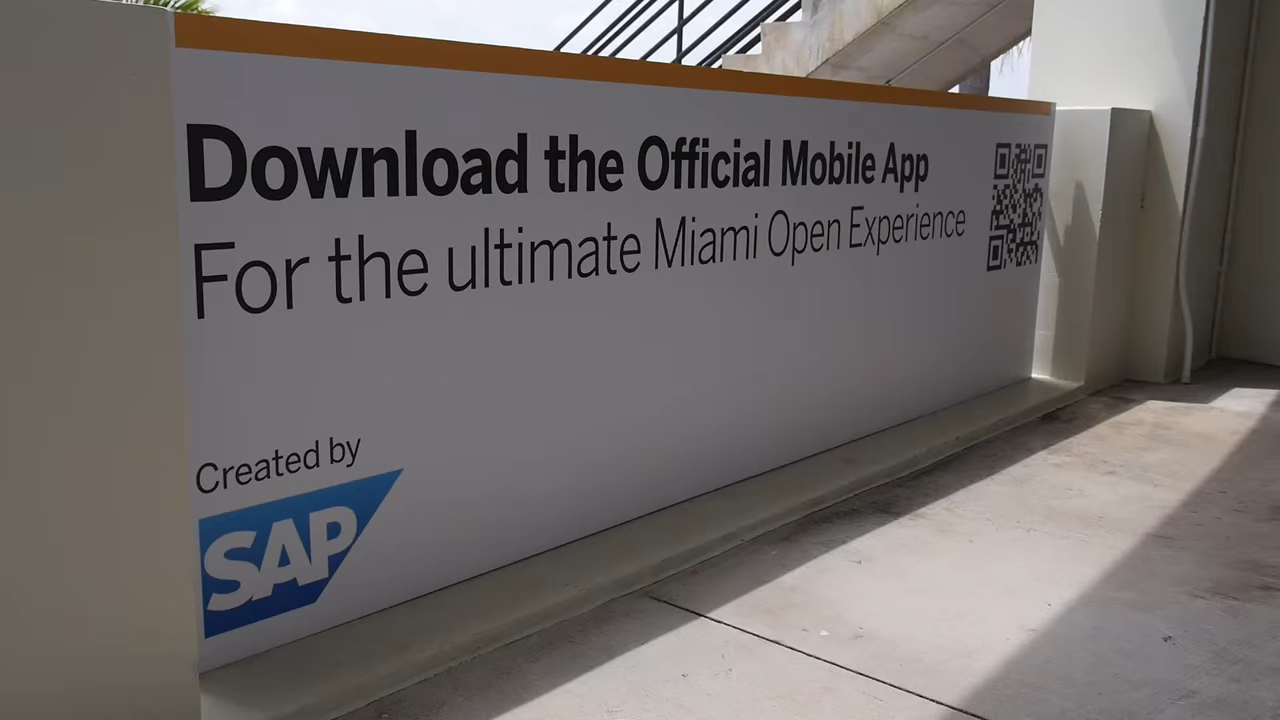 Download the Official Mobile App
For the ultimate Miami Open Experience
Created by
SAP